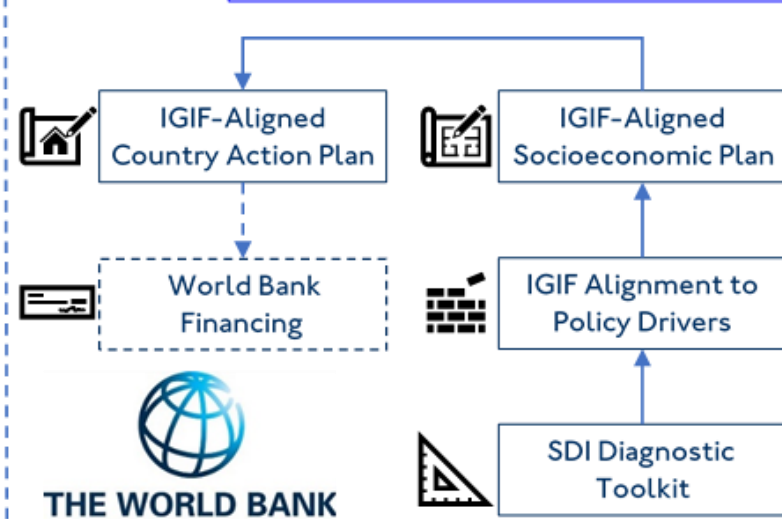 IGIF-Aligned
Country Action Plan
IGIF-Aligned
Socioeconomic Plan
World Bank
Financing
IGIF Alignment to
Policy Drivers
SDI Diagnostic
Toolkit
THE WORLD BANK